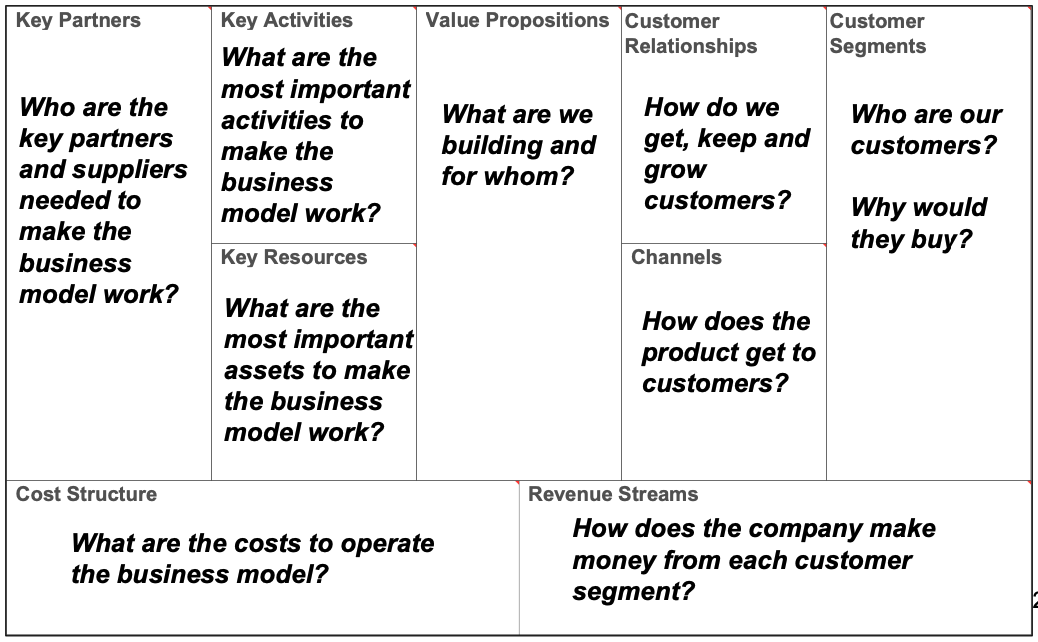 Key Partners
Who are the
key partners
and suppliers
needed to
make the
business
model work?
Key Activities
What are the
most important
activities to
make the
business
model work?
Key Resources
What are the
most important
assets to make
the business
model work?
Value Propositions
What are we
building and
for whom?
Customer
Relationships
How do we
get, keep and
grow
customers?
Channels
How does the
product get to
customers?
Customer
Segments
Who are our
customers?
Why would
they buy?
Cost Structure
What are the costs to operate
the business model?
Revenue Streams
How does the company make
money from each customer
segment?